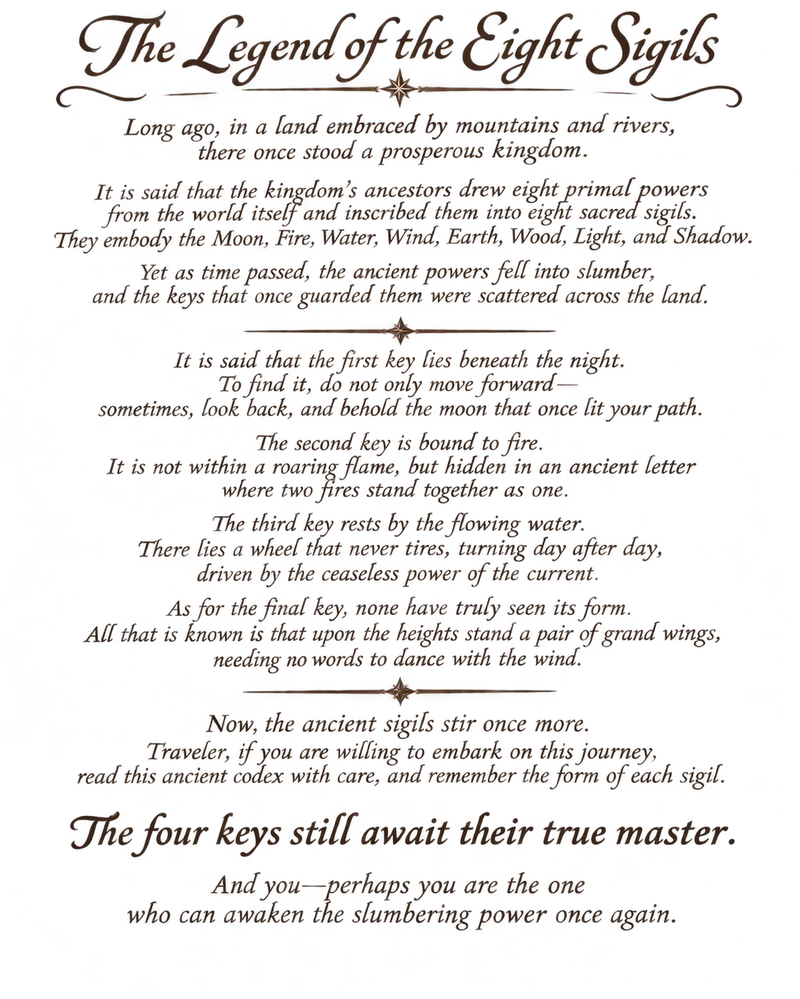 The Legend of the Eight Sigils
Long ago, in a land embraced by mountains and rivers,
there once stood a prosperous kingdom.
It is said that the kingdom's ancestors drew eight primal powers
from the world itself and inscribed them into eight sacred sigils.
They embody the Moon, Fire, Water, Wind, Earth, Wood, Light, and Shadow.
Yet as time passed, the ancient powers fell into slumber,
and the keys that once guarded them were scattered across the land.
It is said that the first key lies beneath the night.
To find it, do not only move forward—
sometimes, look back, and behold the moon that once lit your path.
The second key is bound to fire.
It is not within a roaring flame, but hidden in an ancient letter
where two fires stand together as one.
The third key rests by the flowing water.
There lies a wheel that never tires, turning day after day,
driven by the ceaseless power of the current.
As for the final key, none have truly seen its form.
All that is known is that upon the heights stand a pair of grand wings,
needing no words to dance with the wind.
Now, the ancient sigils stir once more.
Traveler, if you are willing to embark on this journey,
read this ancient codex with care, and remember the form of each sigil.
The four keys still await their true master.
And you—perhaps you are the one
who can awaken the slumbering power once again.